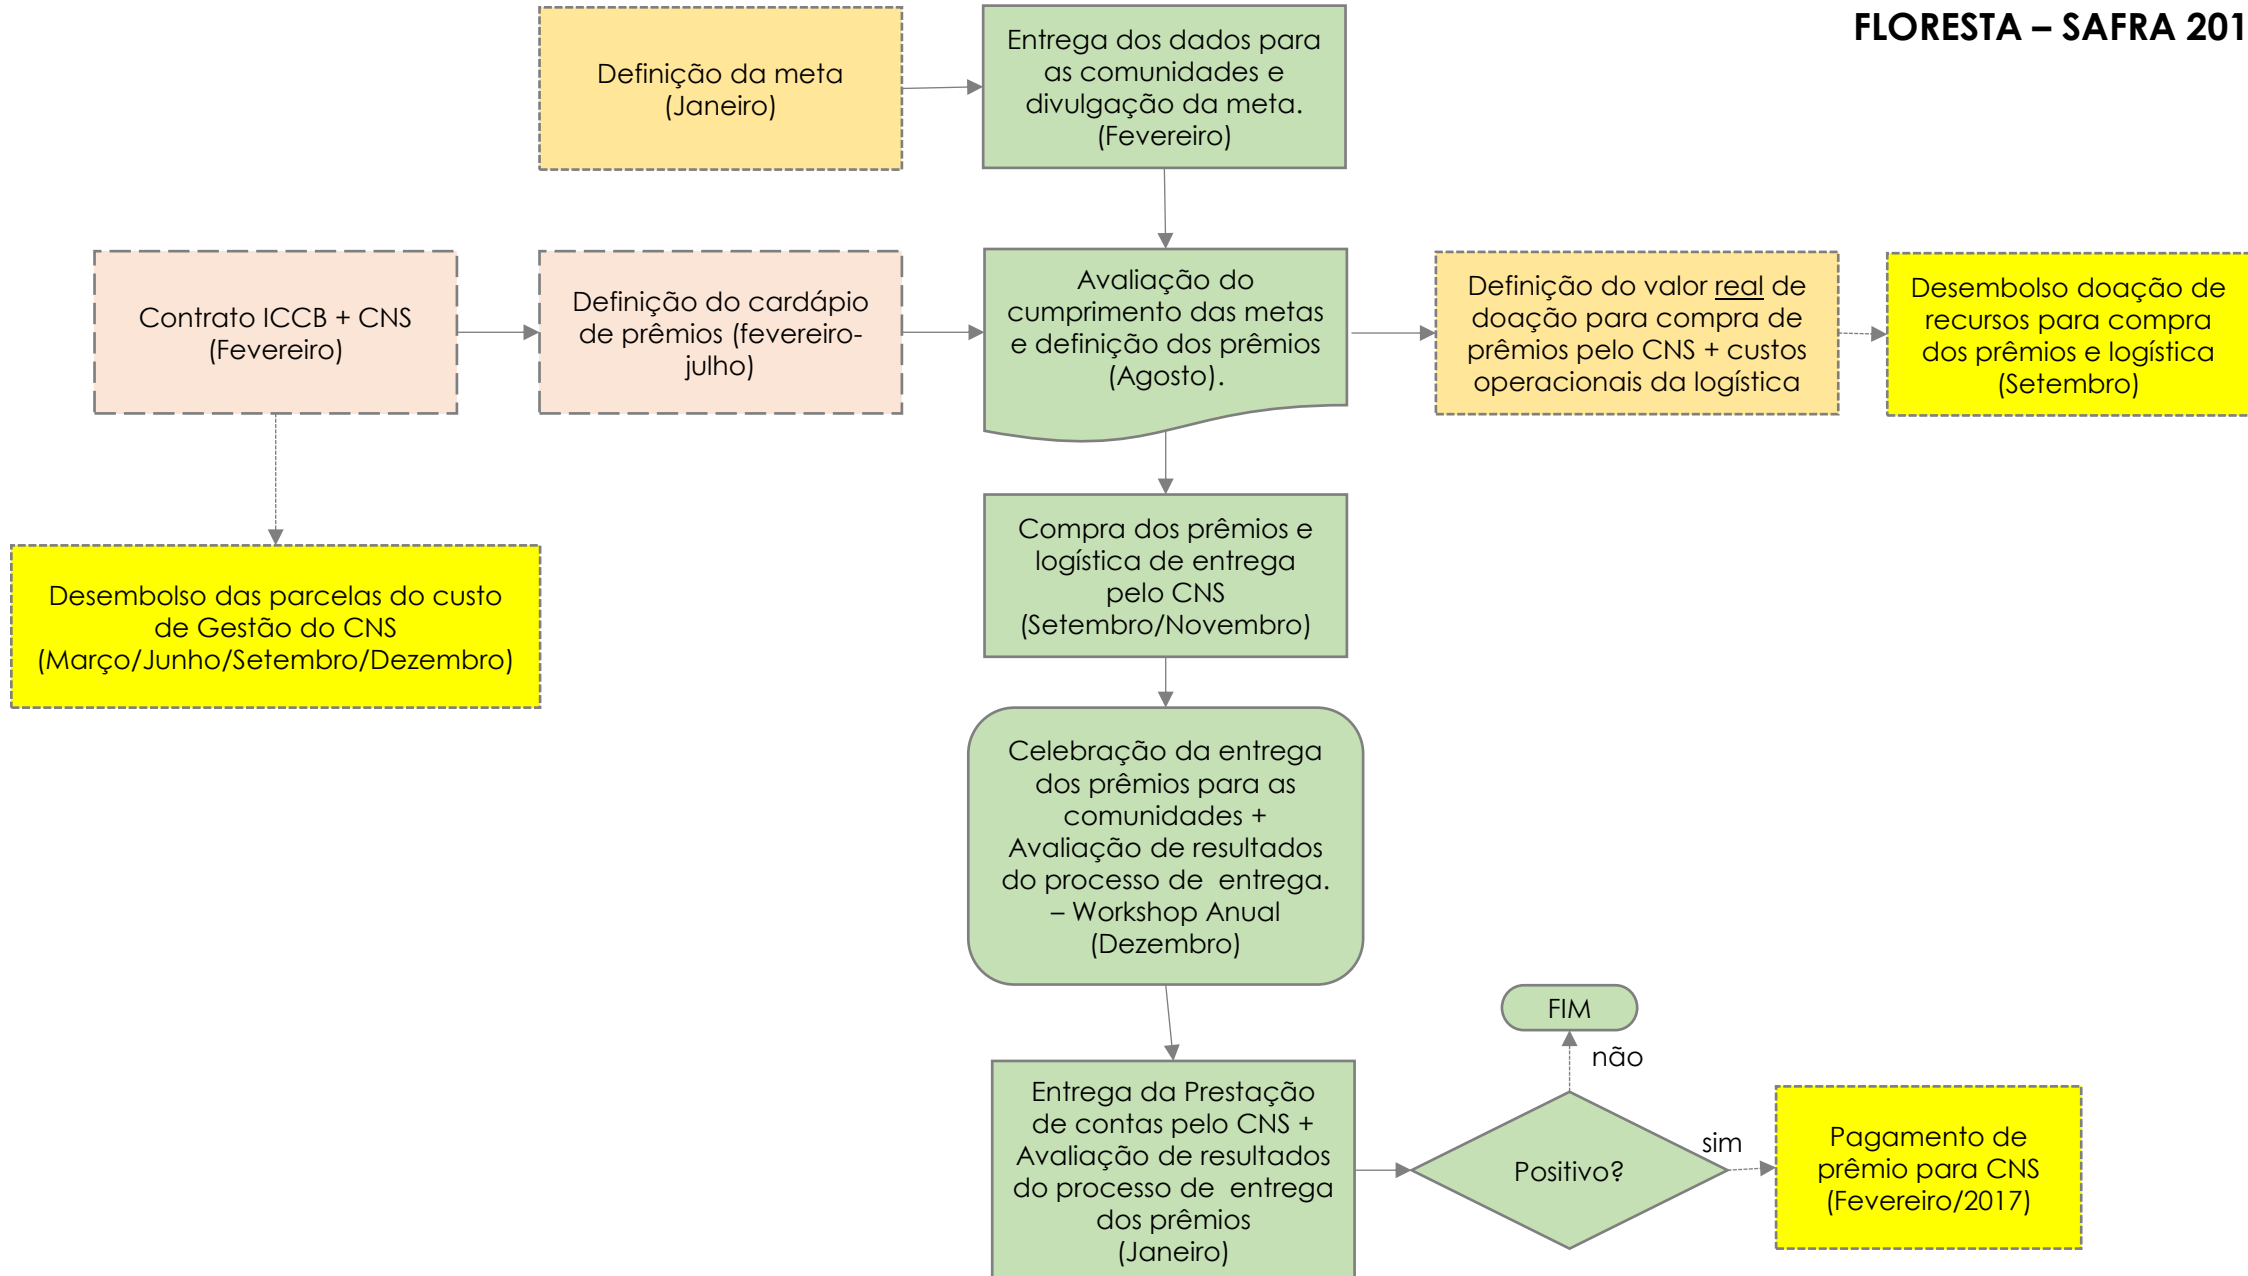 FLORESTA – SAFRA 201
Definição da meta
(Janeiro)
Entrega dos dados para
as comunidades e
divulgação da meta.
(Fevereiro)
Contrato ICCB + CNS
(Fevereiro)
Definição do cardápio
de prêmios (fevereiro-
julho)
Avaliação do
cumprimento das metas
e definição dos prêmios
(Agosto).
Definição do valor real de
doação para compra de
prêmios pelo CNS + custos
operacionais da logística
Desembolso doação de
recursos para compra
dos prêmios e logística
(Setembro)
Desembolso das parcelas do custo
de Gestão do CNS
(Março/Junho/Setembro/Dezembro)
Compra dos prêmios e
logística de entrega
pelo CNS
(Setembro/Novembro)
Celebração da entrega
dos prêmios para as
comunidades +
Avaliação de resultados
do processo de  entrega.
– Workshop Anual
(Dezembro)
Entrega da Prestação
de contas pelo CNS +
Avaliação de resultados
do processo de  entrega
dos prêmios
(Janeiro)
FIM
não
Positivo?
sim
Pagamento de
prêmio para CNS
(Fevereiro/2017)